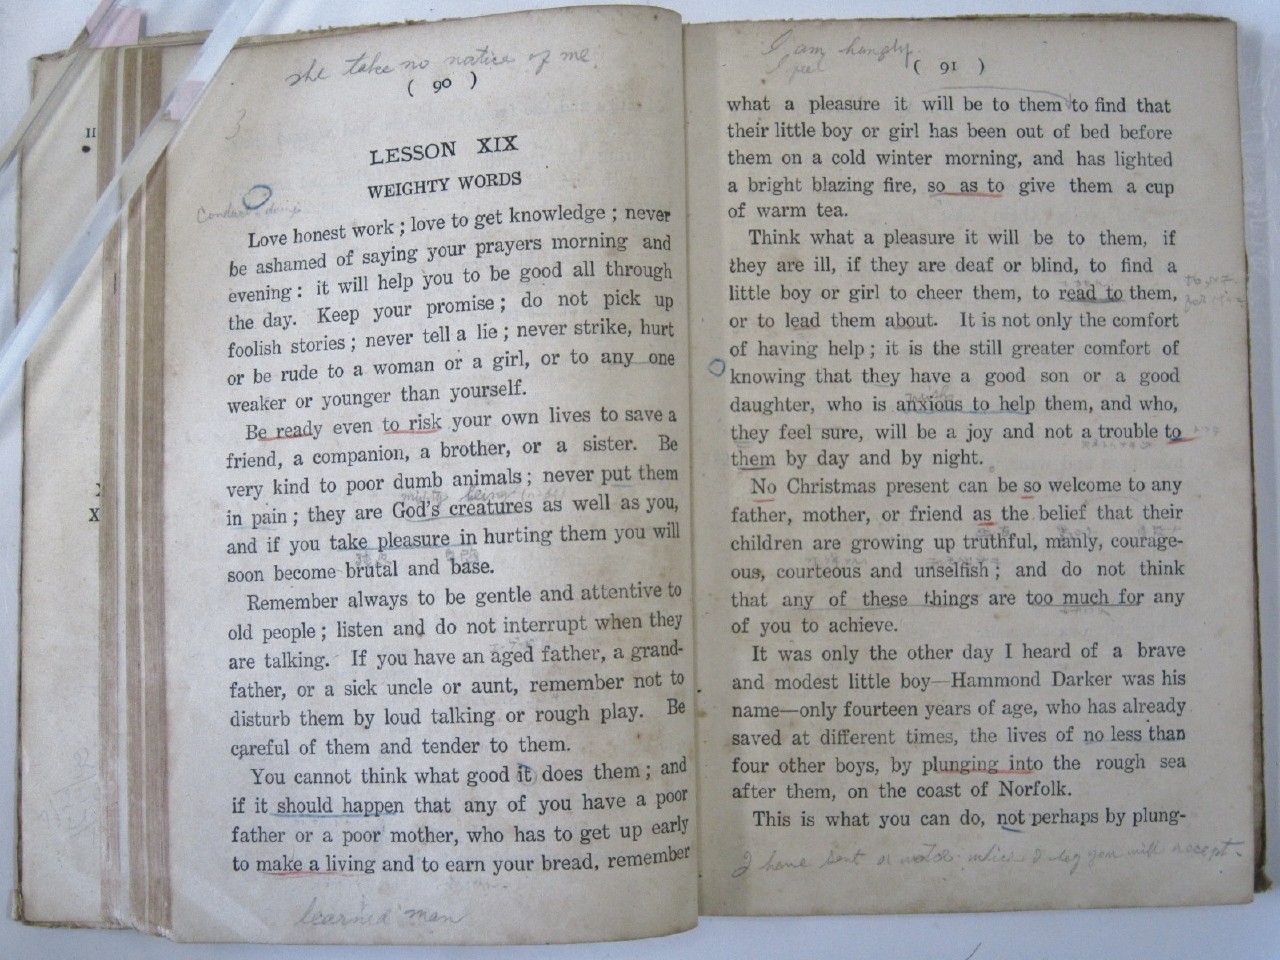 she take no notice of me.
( 90 )
3
LESSON XIX
WEIGHTY WORDS
Love honest work ; love to get knowledge ; never
be ashamed of saying your prayers morning and
evening : it will help you to be good all through
the day. Keep your promise ; do not pick up
foolish stories ; never tell a lie ; never strike, hurt
or be rude to a woman or a girl, or to any one
weaker or younger than yourself.
Be ready even to risk your own lives to save a
friend, a companion, a brother, or a sister. Be
very kind to poor dumb animals ; never put them
in pain ; they are God's creatures as well as you,
and if you take pleasure in hurting them you will
soon become brutal and base.
Remember always to be gentle and attentive to
old people ; listen and do not interrupt when they
are talking. If you have an aged father, a grand-
father, or a sick uncle or aunt, remember not to
disturb them by loud talking or rough play. Be
careful of them and tender to them.
You cannot think what good it does them ; and
if it should happen that any of you have a poor
father or a poor mother, who has to get up early
to make a living and to earn your bread, remember
learned man
I am hungly
( 91 )
what a pleasure it will be to them to find that
their little boy or girl has been out of bed before
them on a cold winter morning, and has lighted
a bright blazing fire, so as to give them a cup
of warm tea.
Think what a pleasure it will be to them, if
they are ill, if they are deaf or blind, to find a
little boy or girl to cheer them, to read to them,
or to lead them about. It is not only the comfort
of having help ; it is the still greater comfort of
knowing that they have a good son or a good
daughter, who is anxious to help them, and who,
they feel sure, will be a joy and not a trouble to
them by day and by night.
No Christmas present can be so welcome to any
father, mother, or friend as the belief that their
children are growing up truthful, manly, courage-
ous, courteous and unselfish ; and do not think
that any of these things are too much for any
of you to achieve.
It was only the other day I heard of a brave
and modest little boy—Hammond Darker was his
name—only fourteen years of age, who has already
saved at different times, the lives of no less than
four other boys, by plunging into the rough sea
after them, on the coast of Norfolk.
This is what you can do, not perhaps by plung-
I have sent a watch which I beg you will accept.